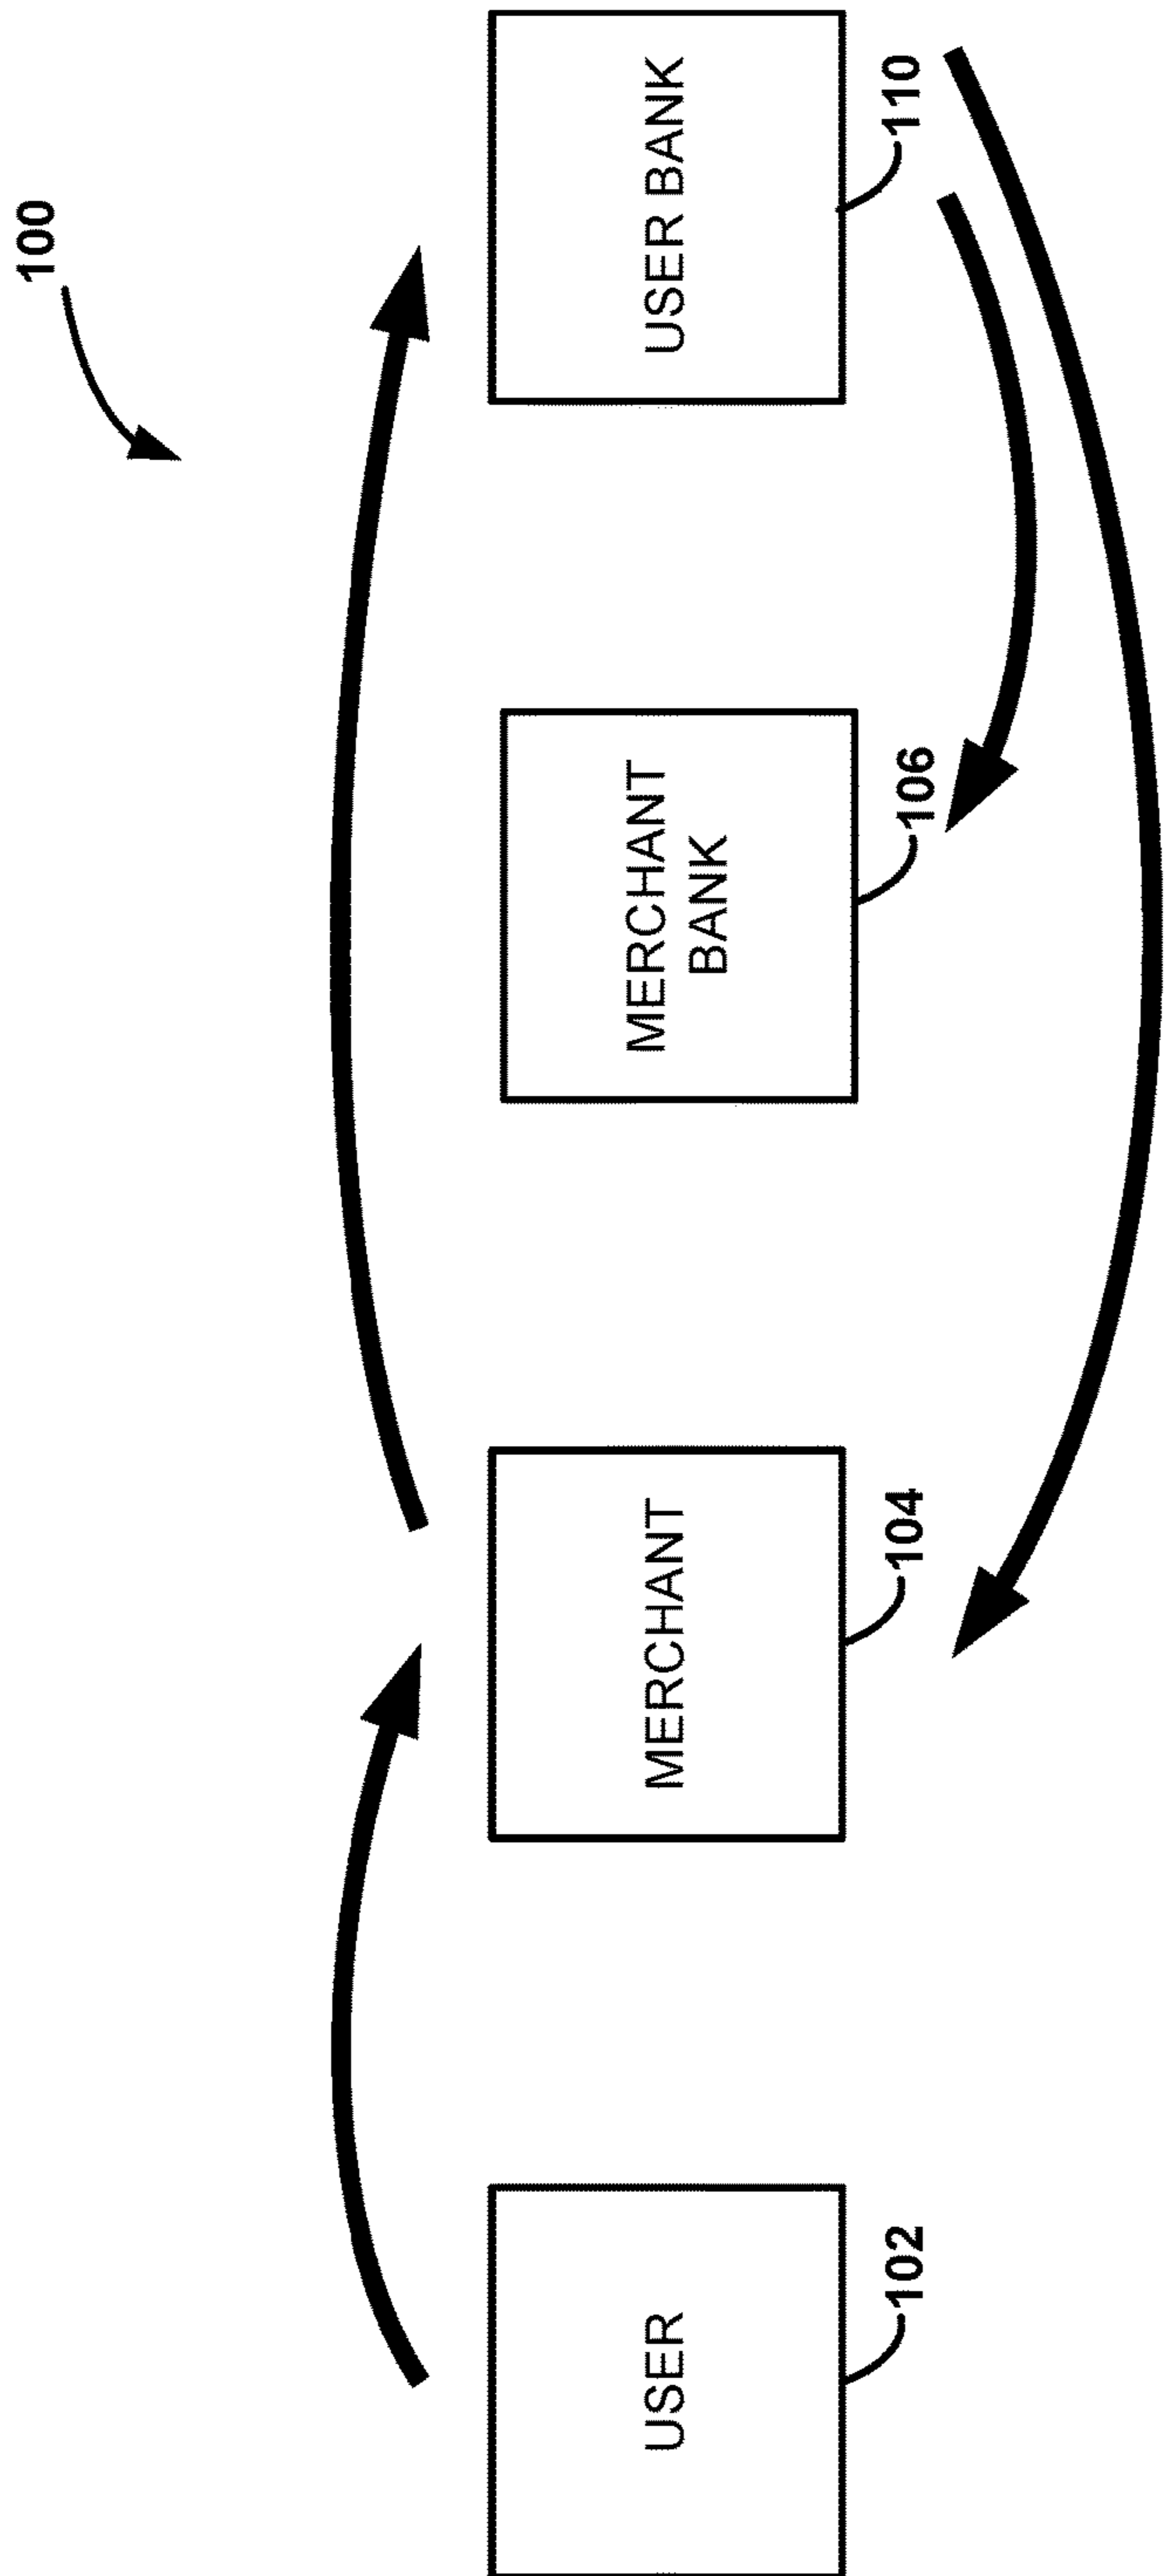 100
USER
MERCHANT
MERCHANT
BANK
USER BANK
102
104
106
110